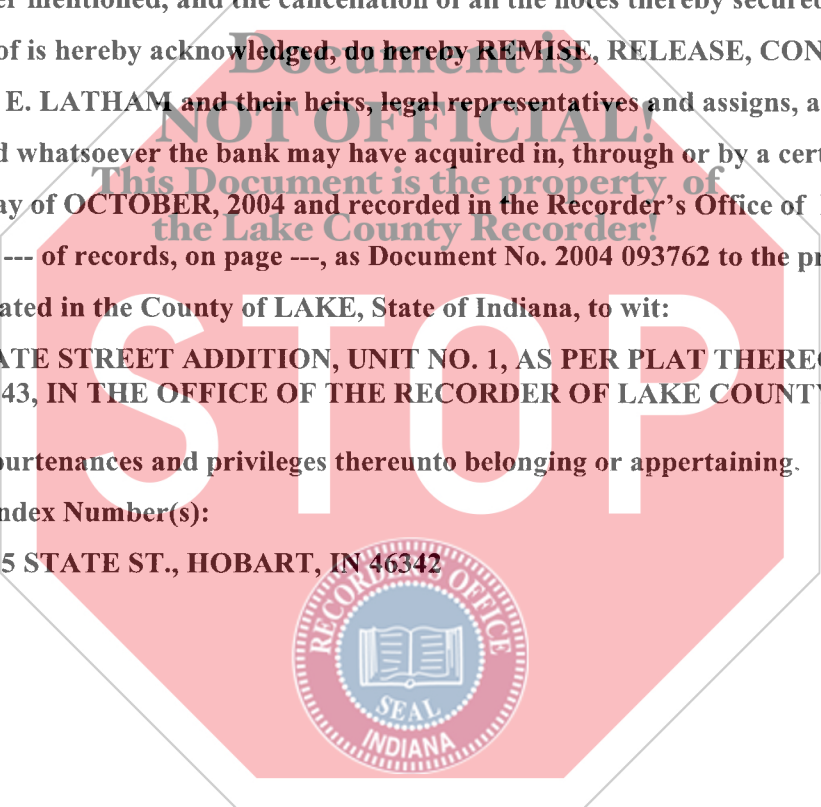 er mentioned, and the cancellation of all the notes thereby secured
of is hereby acknowledged, do hereby REMISE, RELEASE, CON
E. LATHAM and their heirs, legal representatives and assigns, a
d whatsoever the bank may have acquired in, through or by a cert
ay of OCTOBER, 2004 and recorded in the Recorder's Office of
--- of records, on page ---, as Document No. 2004 093762 to the pr
ated in the County of LAKE, State of Indiana, to wit:
ATE STREET ADDITION, UNIT NO. 1, AS PER PLAT THEREO
43, IN THE OFFICE OF THE RECORDER OF LAKE COUNTY
purtenances and privileges thereunto belonging or appertaining.
ndex Number(s):
5 STATE ST., HOBART, IN 46342
Document is
NOT OFFICIAL!
This Document is the property of
the Lake County Recorder!
STOP
RECORDER'S OFFICE
SEAL
INDIANA